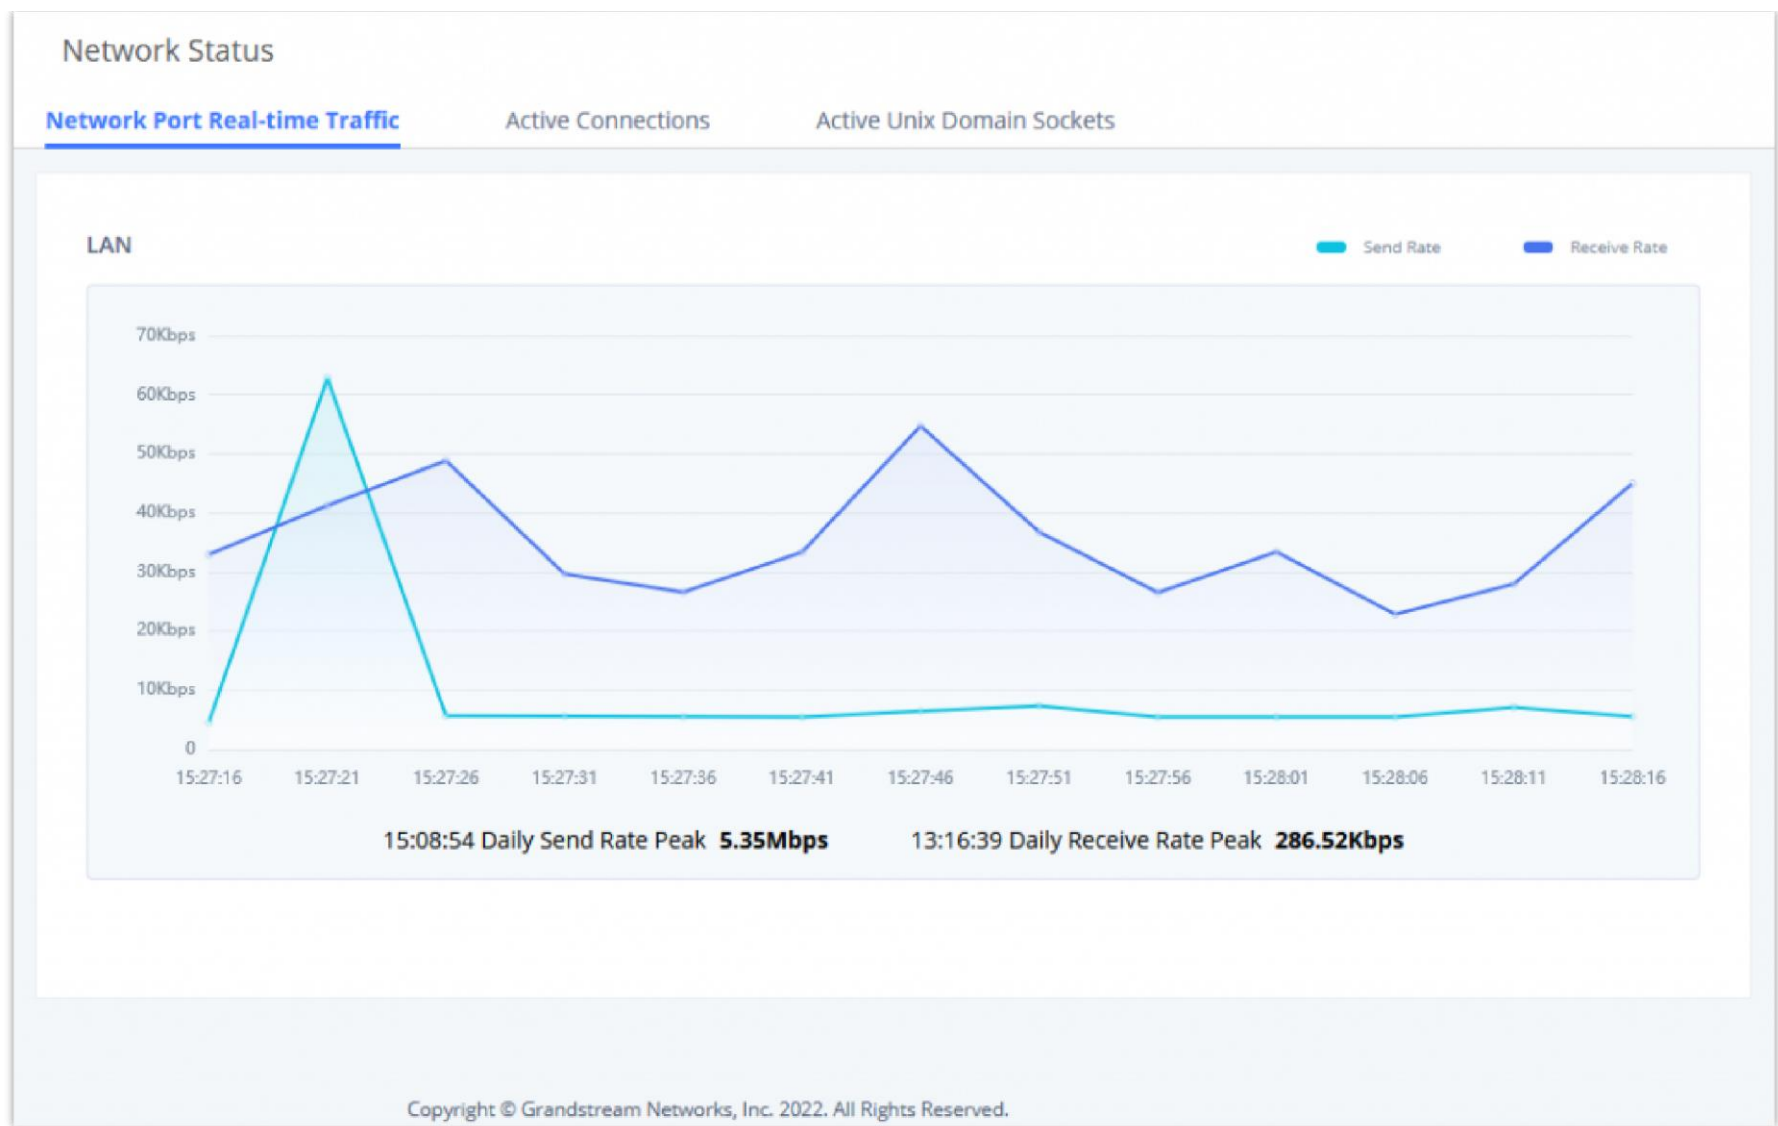 Network Status
Network Port Real-time Traffic Active Connections Active Unix Domain Sockets
LAN
Send Rate Receive Rate
70Kbps
60Kbps
50Kbps
40Kbps
30Kbps
20Kbps
10Kbps
0
15:27:16 15:27:21 15:27:26 15:27:31 15:27:36 15:27:41 15:27:46 15:27:51 15:27:56 15:28:01 15:28:06 15:28:11 15:28:16
15:08:54 Daily Send Rate Peak 5.35Mbps 13:16:39 Daily Receive Rate Peak 286.52Kbps
Copyright © Grandstream Networks, Inc. 2022. All Rights Reserved.